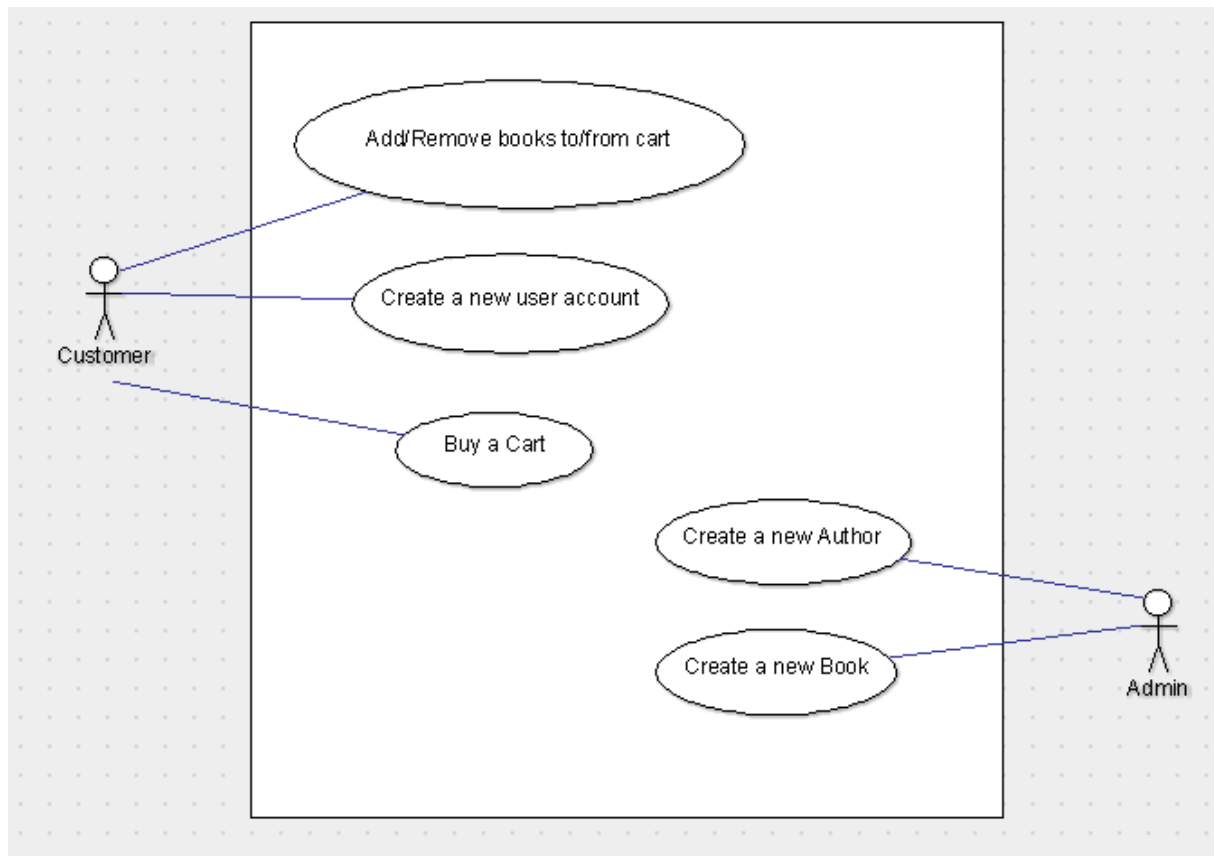 Add/Remove books to/from cart
Create a new user account
Customer
Buy a Cart
Create a new Author
Create a new Book
Admin